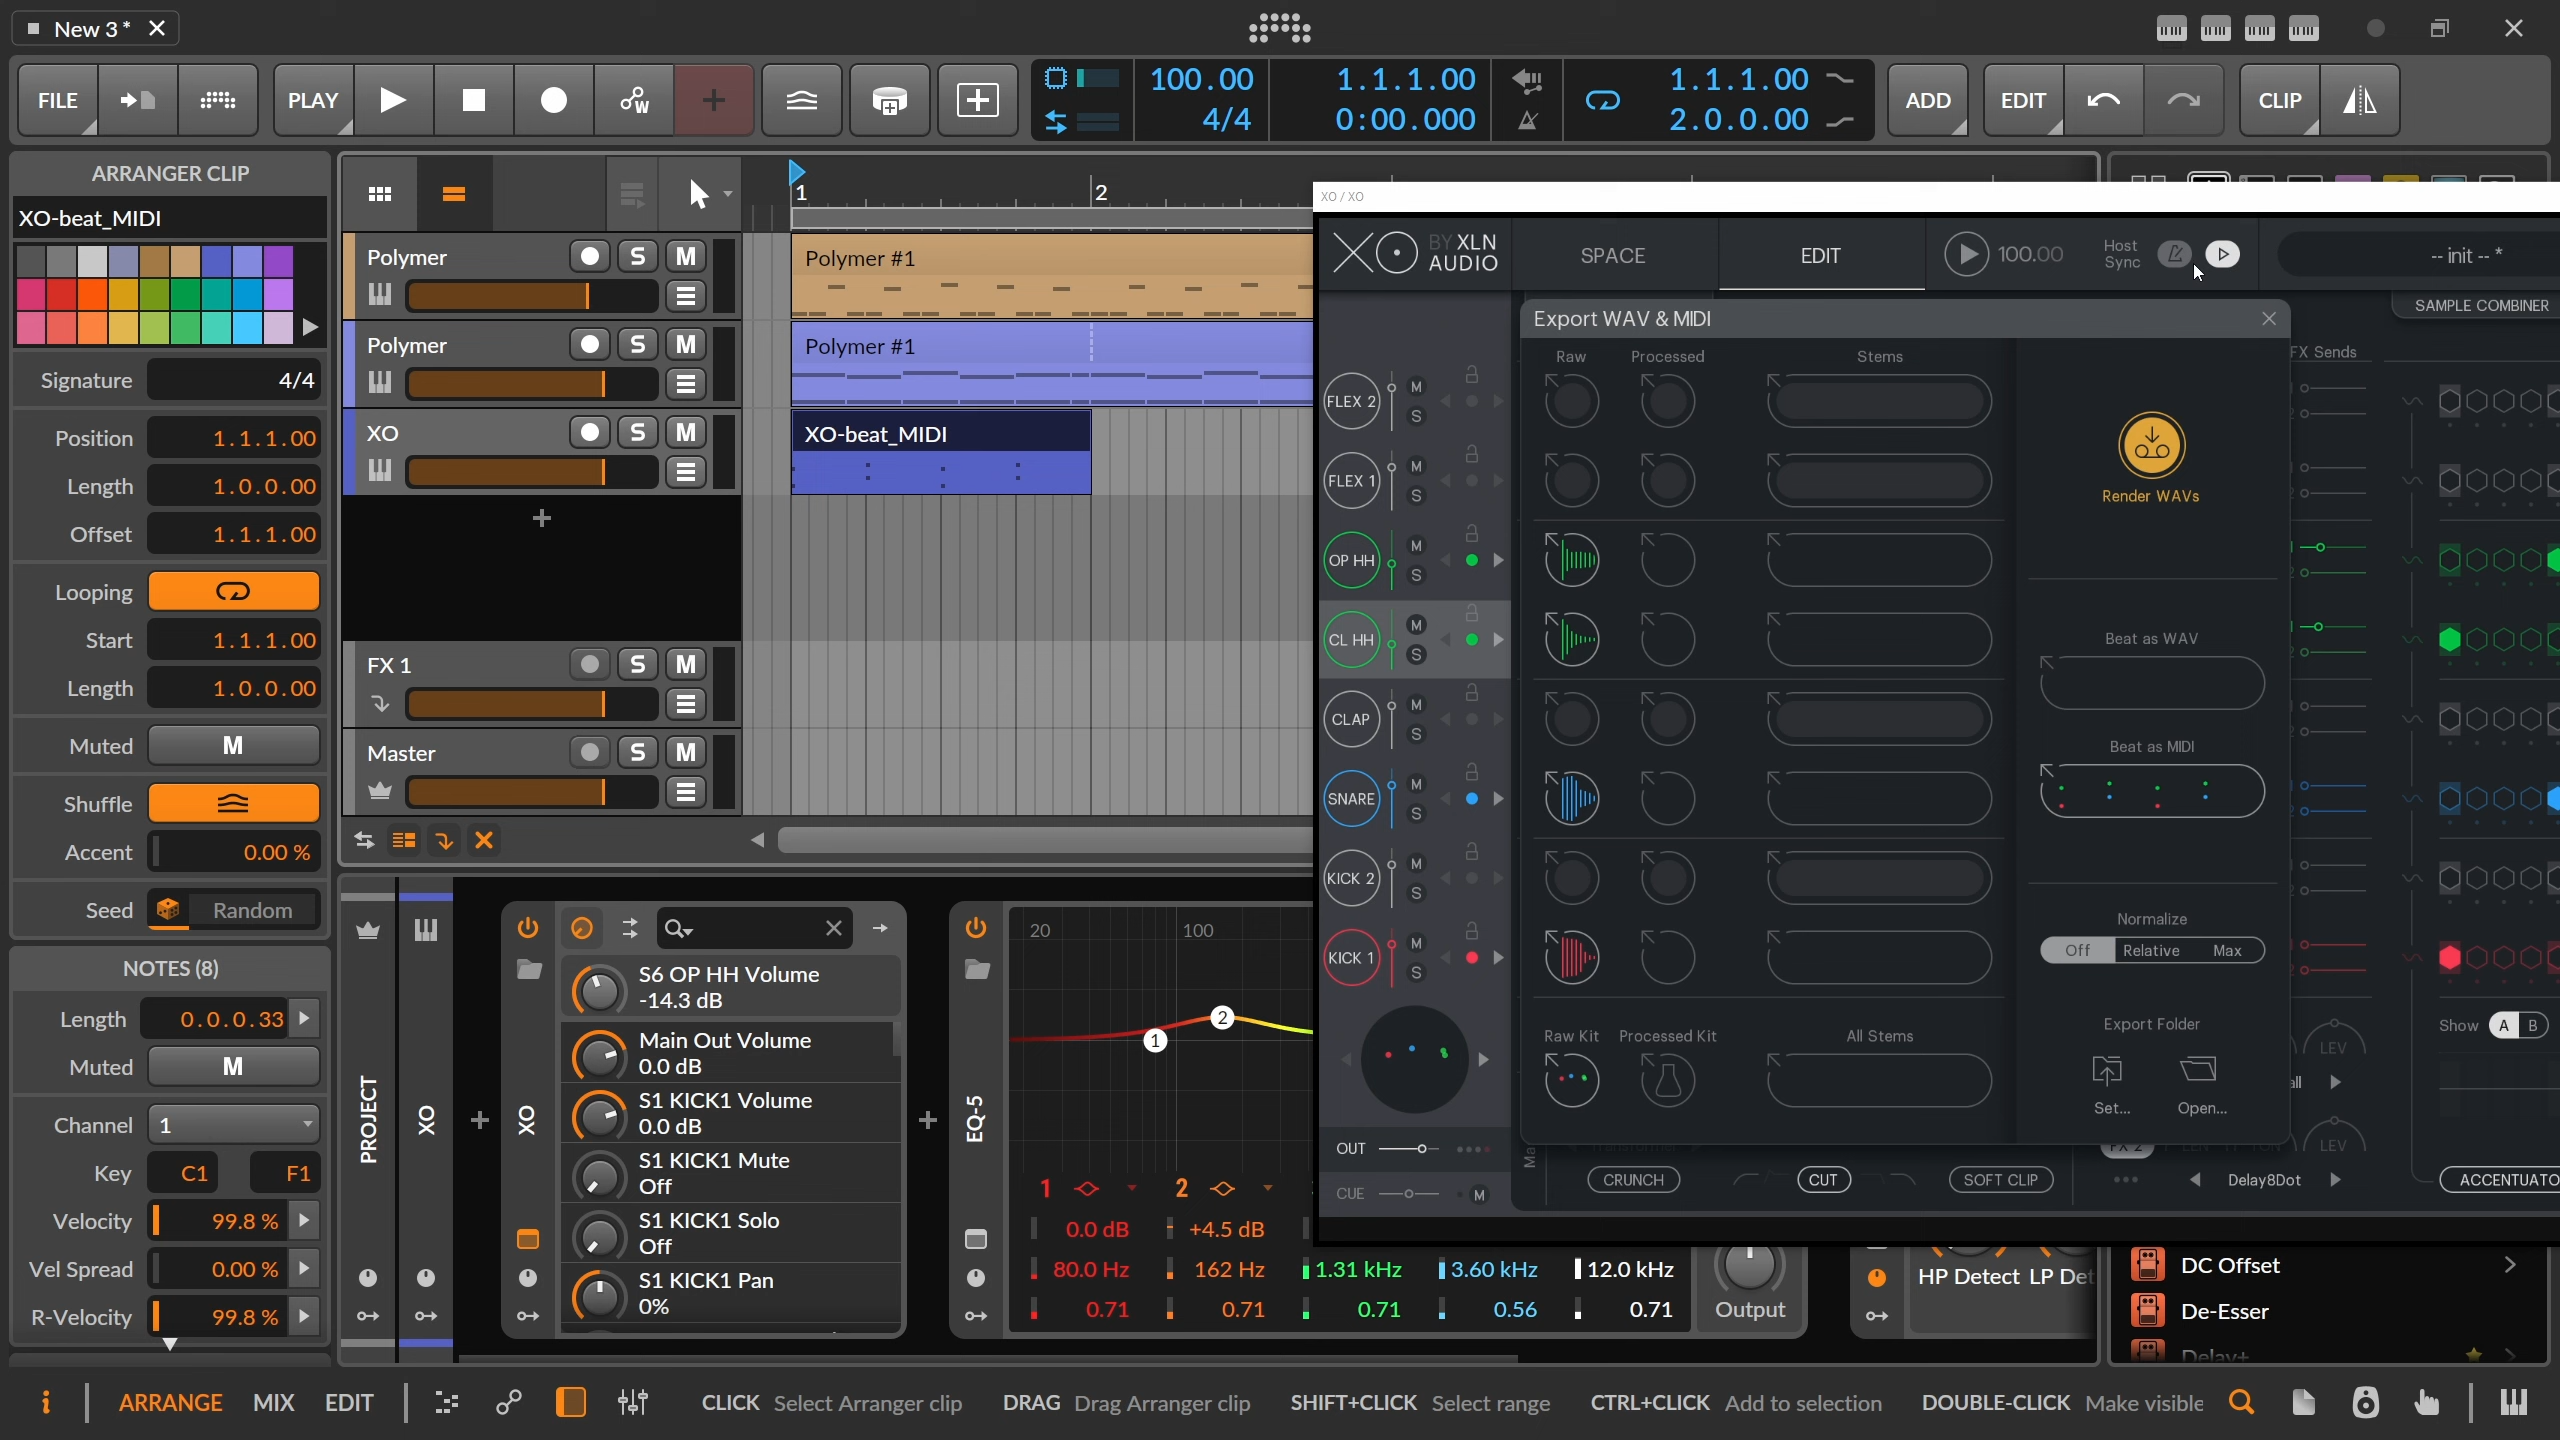 New 3 *
FILE
PLAY
100.00
4/4
1.1.1.00
0:00.000
1.1.1.00
2.0.0.00
ADD
EDIT
CLIP
ARRANGER CLIP
XO-beat_MIDI
Signature 4/4
Position 1.1.1.00
Length 1.0.0.00
Offset 1.1.1.00
Looping
Start 1.1.1.00
Length 1.0.0.00
Muted M
Shuffle
Accent 0.00 %
Seed Random
NOTES (8)
Length 0.0.0.33
Muted M
Channel 1
Key C1 F1
Velocity 99.8 %
Vel Spread 0.00 %
R-Velocity 99.8 %
1
2
Polymer S M
Polymer #1
Polymer S M
Polymer #1
XO S M
XO-beat_MIDI
FX 1 S M
Master S M
PROJECT
XO
XO
S6 OP HH Volume
-14.3 dB
Main Out Volume
0.0 dB
S1 KICK1 Volume
0.0 dB
S1 KICK1 Mute
Off
S1 KICK1 Solo
Off
S1 KICK1 Pan
0%
EQ-5
20
100
1
2
1
2
0.0 dB +4.5 dB
80.0 Hz 162 Hz 1.31 kHz 3.60 kHz 12.0 kHz
0.71 0.71 0.71 0.56 0.71
Output
HP Detect LP Det
XO / XO
XO BY XLN AUDIO
SPACE
EDIT
100.00
Host Sync
-- init -- *
SAMPLE COMBINER
Export WAV & MIDI
Raw Processed Stems
FX Sends
FLEX 2 M S
FLEX 1 M S
OP HH M S
CL HH M S
CLAP M S
SNARE M S
KICK 2 M S
KICK 1 M S
Render WAVs
Beat as WAV
Beat as MIDI
Normalize
Off Relative Max
Export Folder
Set... Open...
Raw Kit Processed Kit All Stems
Show A B
LEV
all
LEV
OUT
CUE M
Ma
CRUNCH
CUT
SOFT CLIP
FX 2
Delay8Dot
ACCENTUATO
DC Offset
De-Esser
Delay+
i
ARRANGE MIX EDIT
CLICK Select Arranger clip DRAG Drag Arranger clip SHIFT+CLICK Select range CTRL+CLICK Add to selection DOUBLE-CLICK Make visible